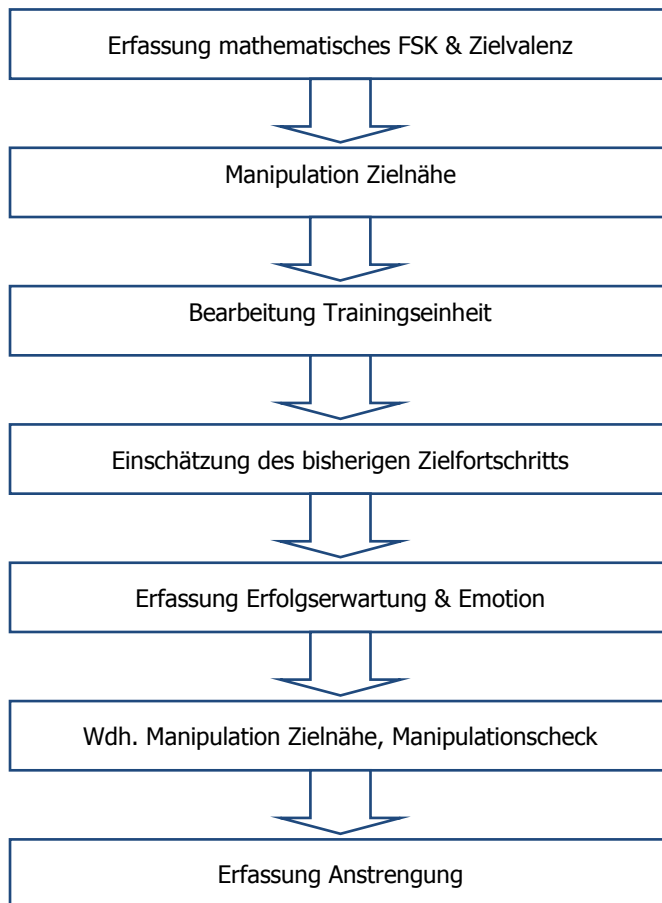 Erfassung mathematisches FSK & Zielvalenz
Manipulation Zielnähe
Bearbeitung Trainingseinheit
Einschätzung des bisherigen Zielfortschritts
Erfassung Erfolgserwartung & Emotion
Wdh. Manipulation Zielnähe, Manipulationscheck
Erfassung Anstrengung